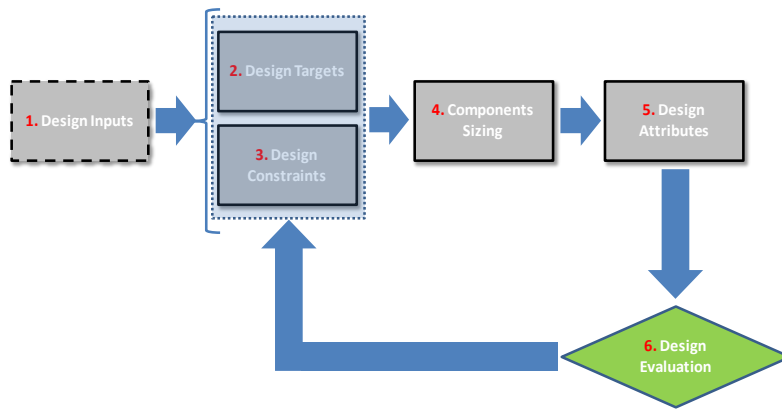 1. Design Inputs
2. Design Targets
3. Design
Constraints
4. Components
Sizing
5. Design
Attributes
6. Design
Evaluation